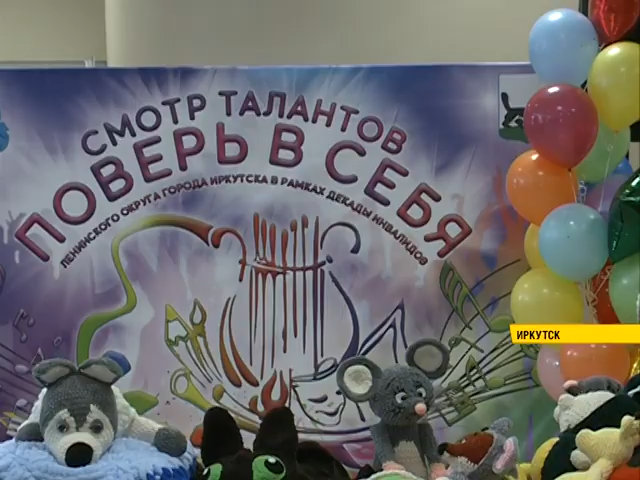 СМОТР ТАЛАНТОВ
ПОВЕРЬ В СЕБЯ
ЛЕНИНСКОГО ОКРУГА ГОРОДА ИРКУТСКА В РАМКАХ ДЕКАДЫ ИНВАЛИДОВ
ИРКУТСК